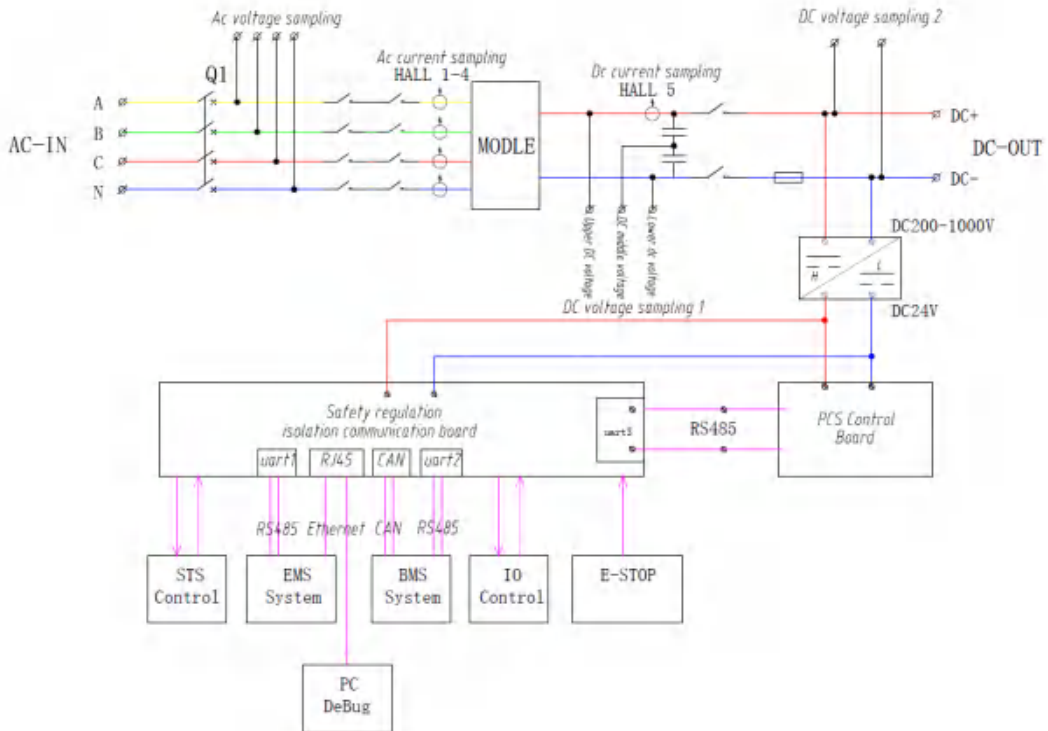 Ac voltage sampling
DC voltage sampling 2
Ac current sampling
HALL 1-4
Dc current sampling
HALL 5
Q1
A
B
C
N
AC-IN
MODLE
DC+
DC-
DC-OUT
Upper DC voltage
DC middle voltage
Lower dc voltage
DC voltage sampling 1
DC200-1000V
H
L
DC24V
Safety regulation
isolation communication board
uart1
RJ45
CAN
uart2
uart3
RS485
PCS Control
Board
RS485
Ethernet
CAN
RS485
STS
Control
EMS
System
BMS
System
IO
Control
E-STOP
PC
DeBug